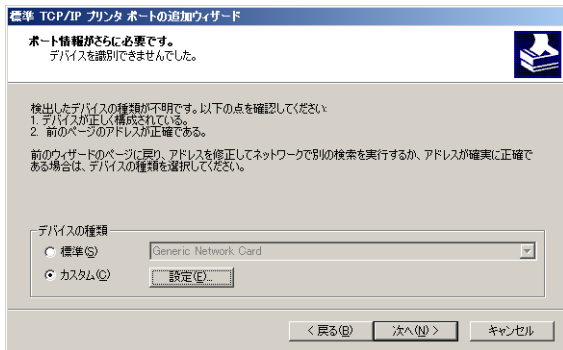 標準 TCP/IP プリンタ ポートの追加ウィザード
ポート情報がさらに必要です。
デバイスを識別できませんでした。
検出したデバイスの種類が不明です。以下の点を確認してください:
1. デバイスが正しく構成されている。
2. 前のページのアドレスが正確である。
前のウィザードのページに戻り、アドレスを修正してネットワークで別の検索を実行するか、アドレスが確実に正確で
ある場合は、デバイスの種類を選択してください。
デバイスの種類
標準(S)
Generic Network Card
カスタム(C)
設定(E)...
< 戻る(B)
次へ(N) >
キャンセル